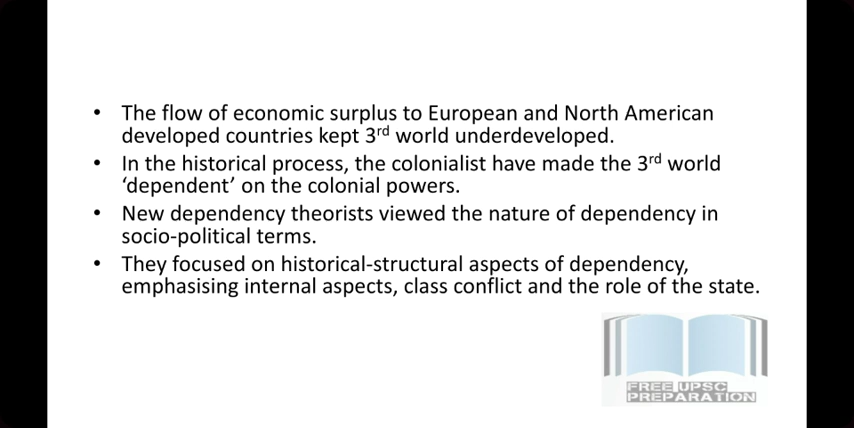 • The flow of economic surplus to European and North American
developed countries kept 3rd world underdeveloped.
• In the historical process, the colonialist have made the 3rd world
‘dependent’ on the colonial powers.
• New dependency theorists viewed the nature of dependency in
socio-political terms.
• They focused on historical-structural aspects of dependency,
emphasising internal aspects, class conflict and the role of the state.
FREE UPSC
PREPARATION